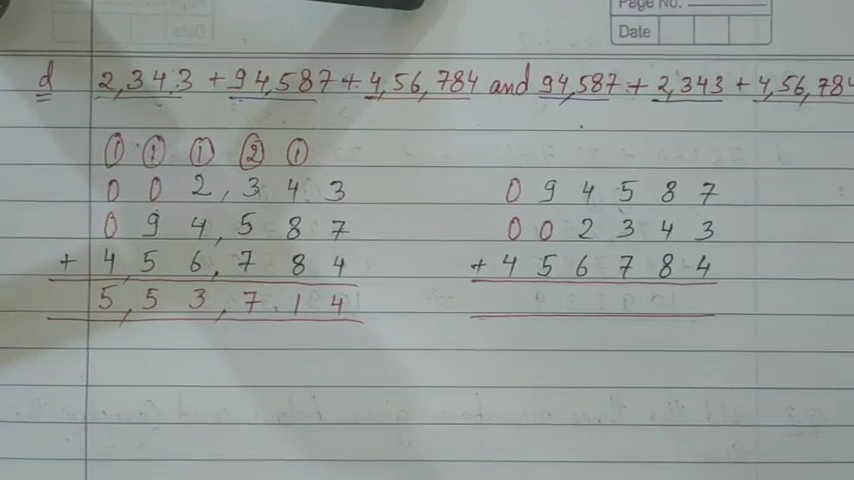 Page No.
Date
d 2,343 + 94,587 + 4,56,784 and 94,587 + 2,343 + 4,56,784
1 1 1 2 1
0 0 2,3 4 3 0 9 4 5 8 7
0 9 4,5 8 7 0 0 2 3 4 3
+ 4,5 6,7 8 4 + 4 5 6 7 8 4
5,5 3,7 1 4